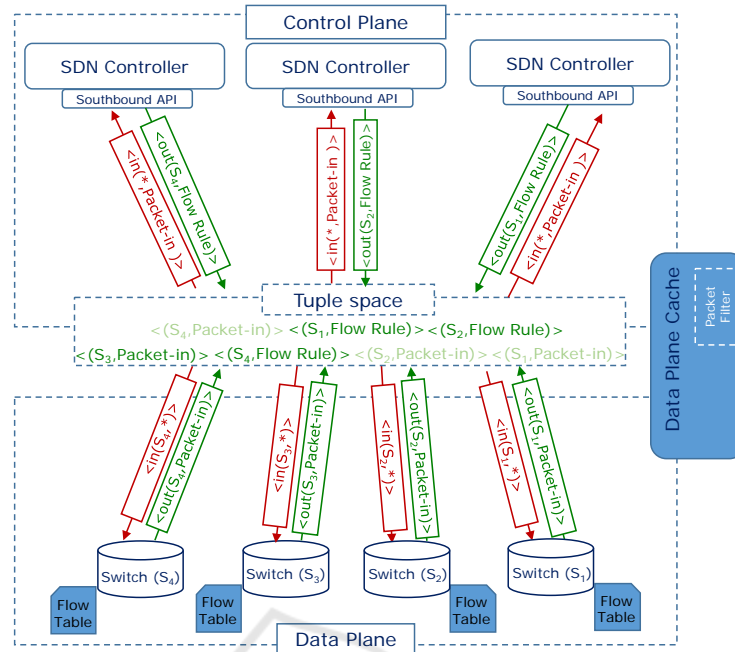 Control Plane
SDN Controller
SDN Controller
SDN Controller
Southbound API
Southbound API
Southbound API
<in(*,Packet-in )>
<out(S4,Flow Rule)>
<in(*,Packet-in )>
<out(S2,Flow Rule)>
<out(S1,Flow Rule)>
<in(*,Packet-in )>
Tuple space
<(S4,Packet-in)> <(S1,Flow Rule)> <(S2,Flow Rule)>
<(S3,Packet-in)> <(S4,Flow Rule)> <(S2,Packet-in)> <(S1,Packet-in)>
Data Plane Cache
Packet
Filter
<in(S4,*)>
<out(S4,Packet-in)>
<in(S3,*)>
<out(S3,Packet-in)>
<in(S2,*)>
<out(S2,Packet-in)>
<in(S1,*)>
<out(S1,Packet-in)>
Switch (S4)
Switch (S3)
Switch (S2)
Switch (S1)
Flow
Table
Flow
Table
Flow
Table
Flow
Table
Data Plane